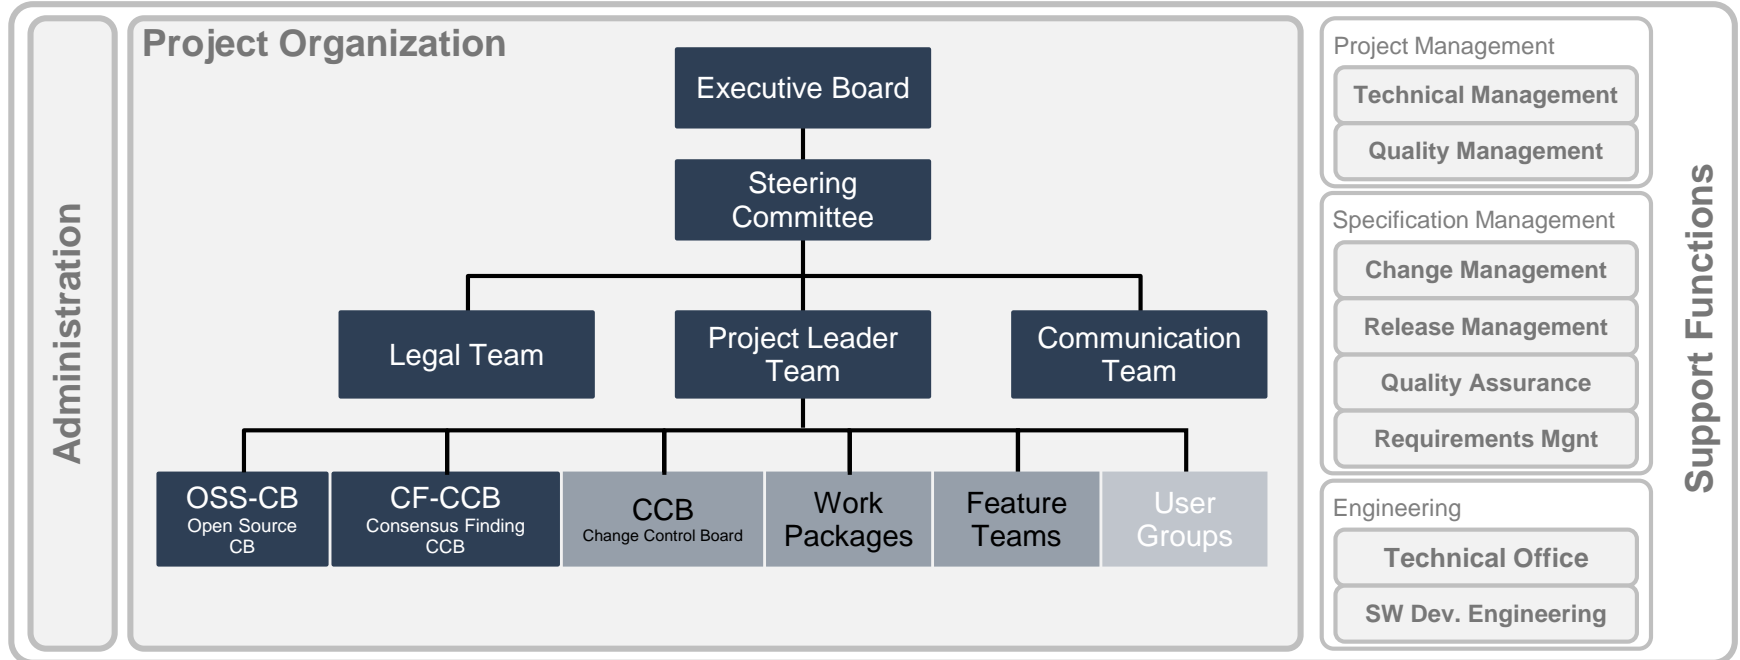 Administration
Project Organization
Executive Board
Steering
Committee
Legal Team
Project Leader
Team
Communication
Team
OSS-CB
Open Source
CB
CF-CCB
Consensus Finding
CCB
CCB
Change Control Board
Work
Packages
Feature
Teams
User
Groups
Project Management
Technical Management
Quality Management
Specification Management
Change Management
Release Management
Quality Assurance
Requirements Mgnt
Engineering
Technical Office
SW Dev. Engineering
Support Functions